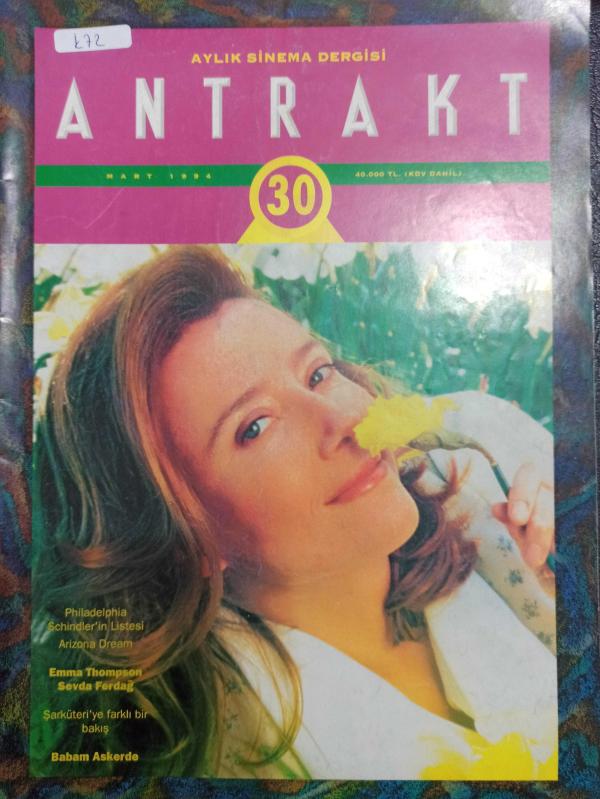 k72
AYLIK SİNEMA DERGİSİ
ANTRAKT
MART 1994
30
40.000 TL. (KDV DAHİL)
Philadelphia
Schindler'in Listesi
Arizona Dream
Emma Thompson
Sevda Ferdağ
Şarküteri'ye farklı bir
bakış
Babam Askerde